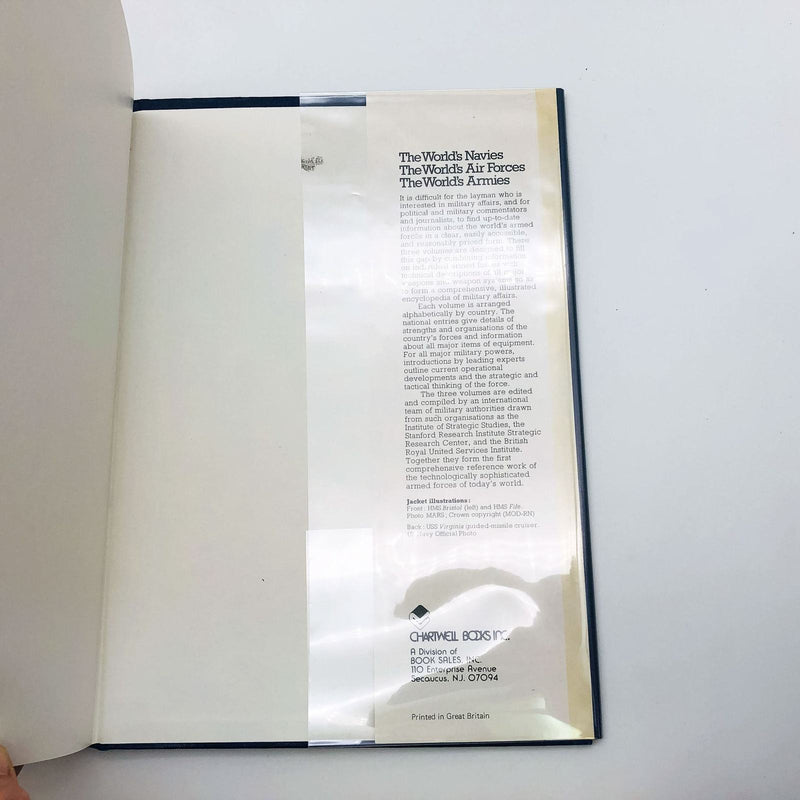 The World's Navies
The World's Air Forces
The World's Armies
It is difficult for the layman who is
interested in military affairs, and for
political and military commentators
and journalists, to find up-to-date
information about the world's armed
forces in a clear, easily accessible,
and reasonably priced form. These
three volumes are designed to fill
this gap by combining information
on individual armed forces with
technical descriptions of all major
weapons and weapon systems so as
to form a comprehensive, illustrated
encyclopedia of military affairs.
Each volume is arranged
alphabetically by country. The
national entries give details of
strengths and organisations of the
country's forces and information
about all major items of equipment.
For all major military powers,
introductions by leading experts
outline current operational
developments and the strategic and
tactical thinking of the force.
The three volumes are edited
and compiled by an international
team of military authorities drawn
from such organisations as the
Institute of Strategic Studies, the
Stanford Research Institute Strategic
Research Center, and the British
Royal United Services Institute.
Together they form the first
comprehensive reference work of
the technologically sophisticated
armed forces of today's world.
Jacket illustrations:
Front: HMS Bristol (left) and HMS Fife.
Photo MARS; Crown copyright (MOD-RN)
Back: USS Virginia guided-missile cruiser.
US Navy Official Photo
CHARTWELL BOOKS INC.
A Division of
BOOK SALES, INC.
110 Enterprise Avenue
Secaucus, N.J. 07094
Printed in Great Britain